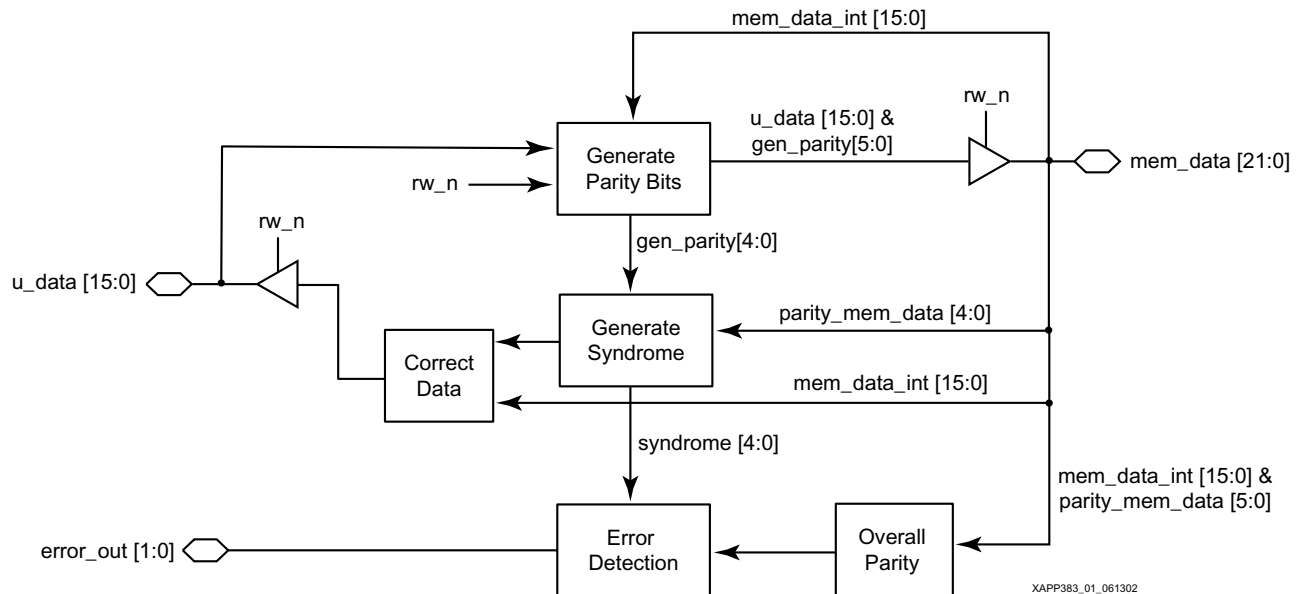 mem_data_int [15:0]
rw_n
u_data [15:0] &
gen_parity[5:0]
Generate
Parity Bits
mem_data [21:0]
rw_n
rw_n
gen_parity[4:0]
u_data [15:0]
Generate
Syndrome
parity_mem_data [4:0]
Correct
Data
mem_data_int [15:0]
syndrome [4:0]
mem_data_int [15:0] &
parity_mem_data [5:0]
error_out [1:0]
Error
Detection
Overall
Parity
XAPP383_01_061302